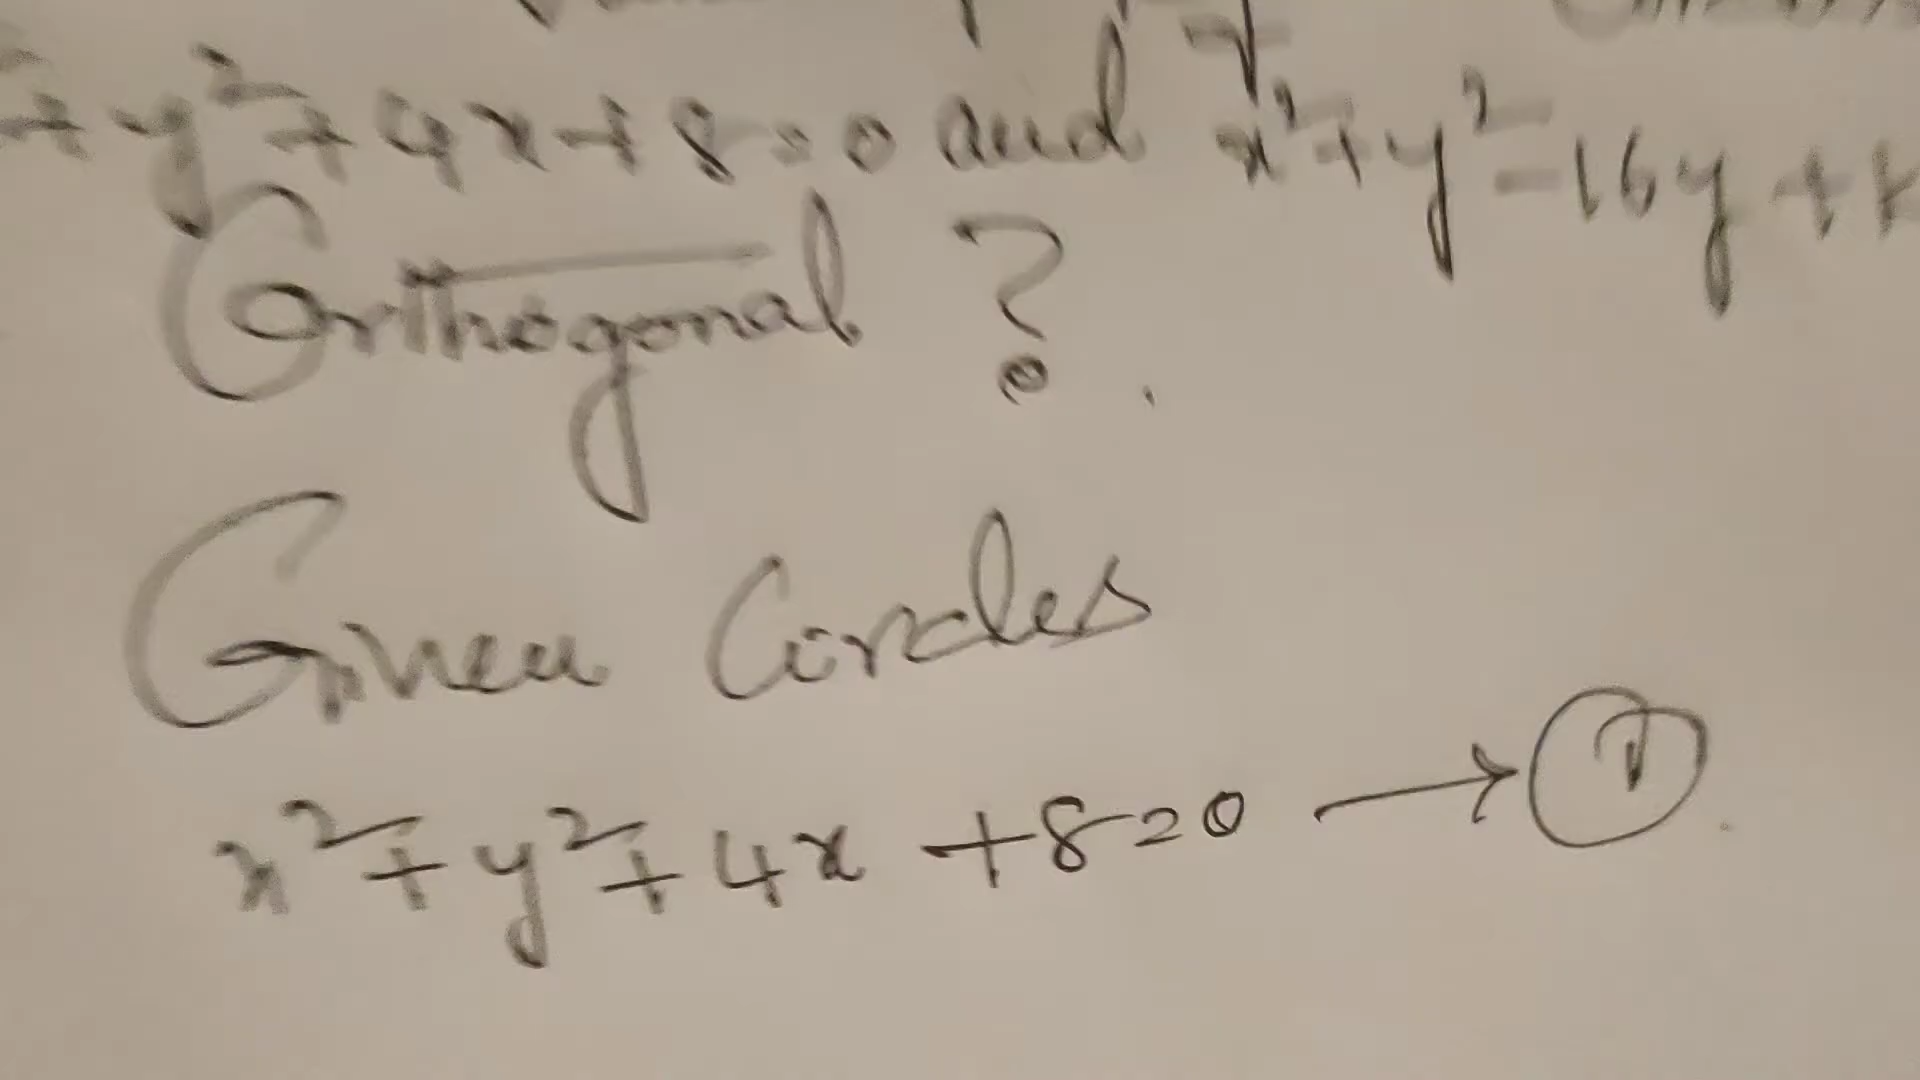 +y²+4x+8=0 and x²+y²-16y+k
Orthogonal ?
Given Circles
x²+y²+4x+8=0 → ①